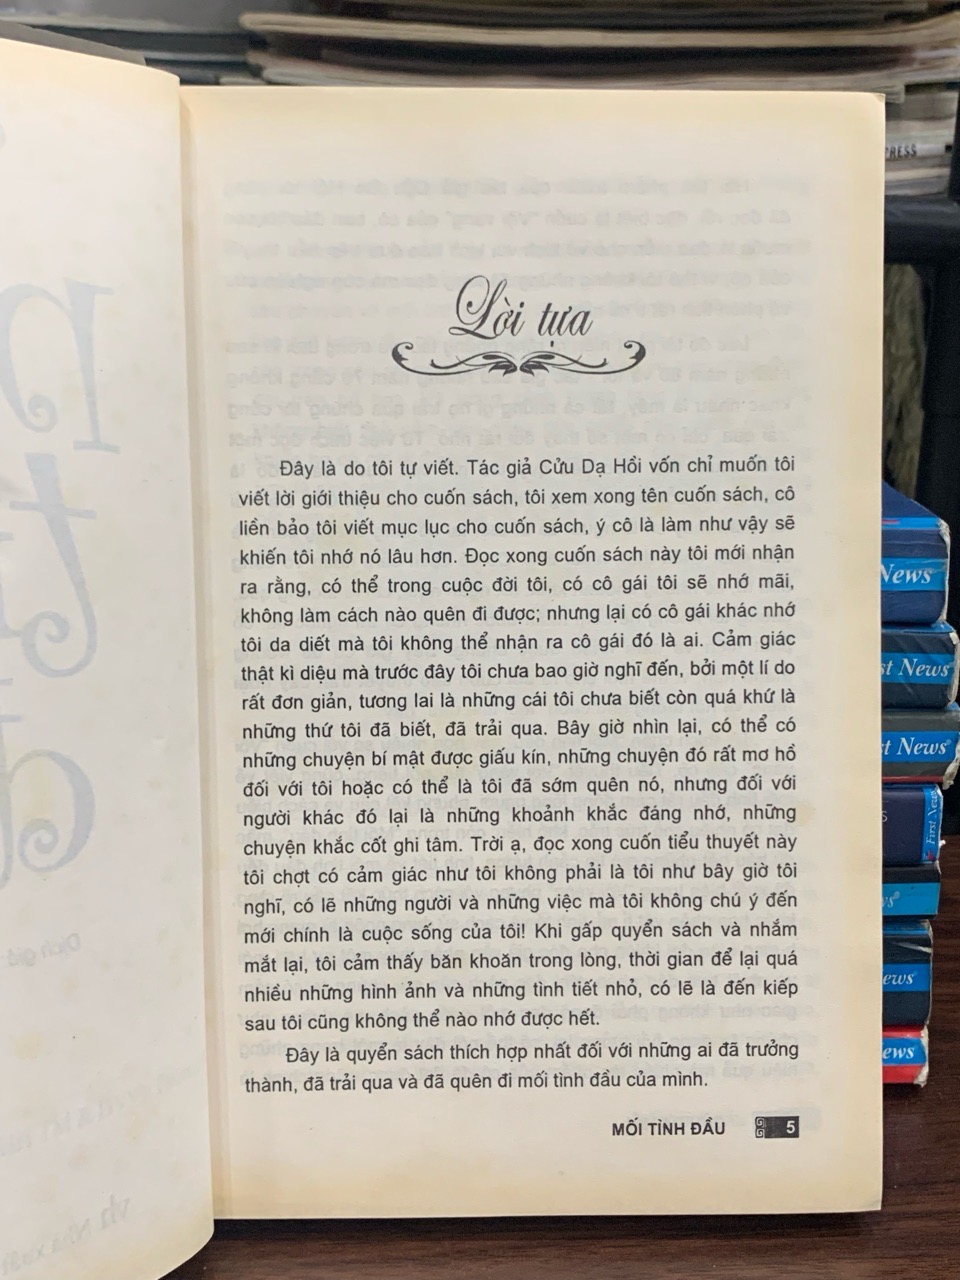 Lời tựa
Đây là do tôi tự viết. Tác giả Cửu Dạ Hồi vốn chỉ muốn tôi
viết lời giới thiệu cho cuốn sách, tôi xem xong tên cuốn sách, cô
liền bảo tôi viết mục lục cho cuốn sách, ý cô là làm như vậy sẽ
khiến tôi nhớ nó lâu hơn. Đọc xong cuốn sách này tôi mới nhận
ra rằng, có thể trong cuộc đời tôi, có cô gái tôi sẽ nhớ mãi,
không làm cách nào quên đi được; nhưng lại có cô gái khác nhớ
tôi da diết mà tôi không thể nhận ra cô gái đó là ai. Cảm giác
thật kì diệu mà trước đây tôi chưa bao giờ nghĩ đến, bởi một lí do
rất đơn giản, tương lai là những cái tôi chưa biết còn quá khứ là
những thứ tôi đã biết, đã trải qua. Bây giờ nhìn lại, có thể có
những chuyện bí mật được giấu kín, những chuyện đó rất mơ hồ
đối với tôi hoặc có thể là tôi đã sớm quên nó, nhưng đối với
người khác đó lại là những khoảnh khắc đáng nhớ, những
chuyện khắc cốt ghi tâm. Trời ạ, đọc xong cuốn tiểu thuyết này
tôi chợt có cảm giác như tôi không phải là tôi như bây giờ tôi
nghĩ, có lẽ những người và những việc mà tôi không chú ý đến
mới chính là cuộc sống của tôi! Khi gấp quyển sách và nhắm
mắt lại, tôi cảm thấy băn khoăn trong lòng, thời gian để lại quá
nhiều những hình ảnh và những tình tiết nhỏ, có lẽ là đến kiếp
sau tôi cũng không thể nào nhớ được hết.
Đây là quyển sách thích hợp nhất đối với những ai đã trưởng
thành, đã trải qua và đã quên đi mối tình đầu của mình.
MỐI TÌNH ĐẦU 5
PRESS
News
st News
t News
First News
ws
ews
ews